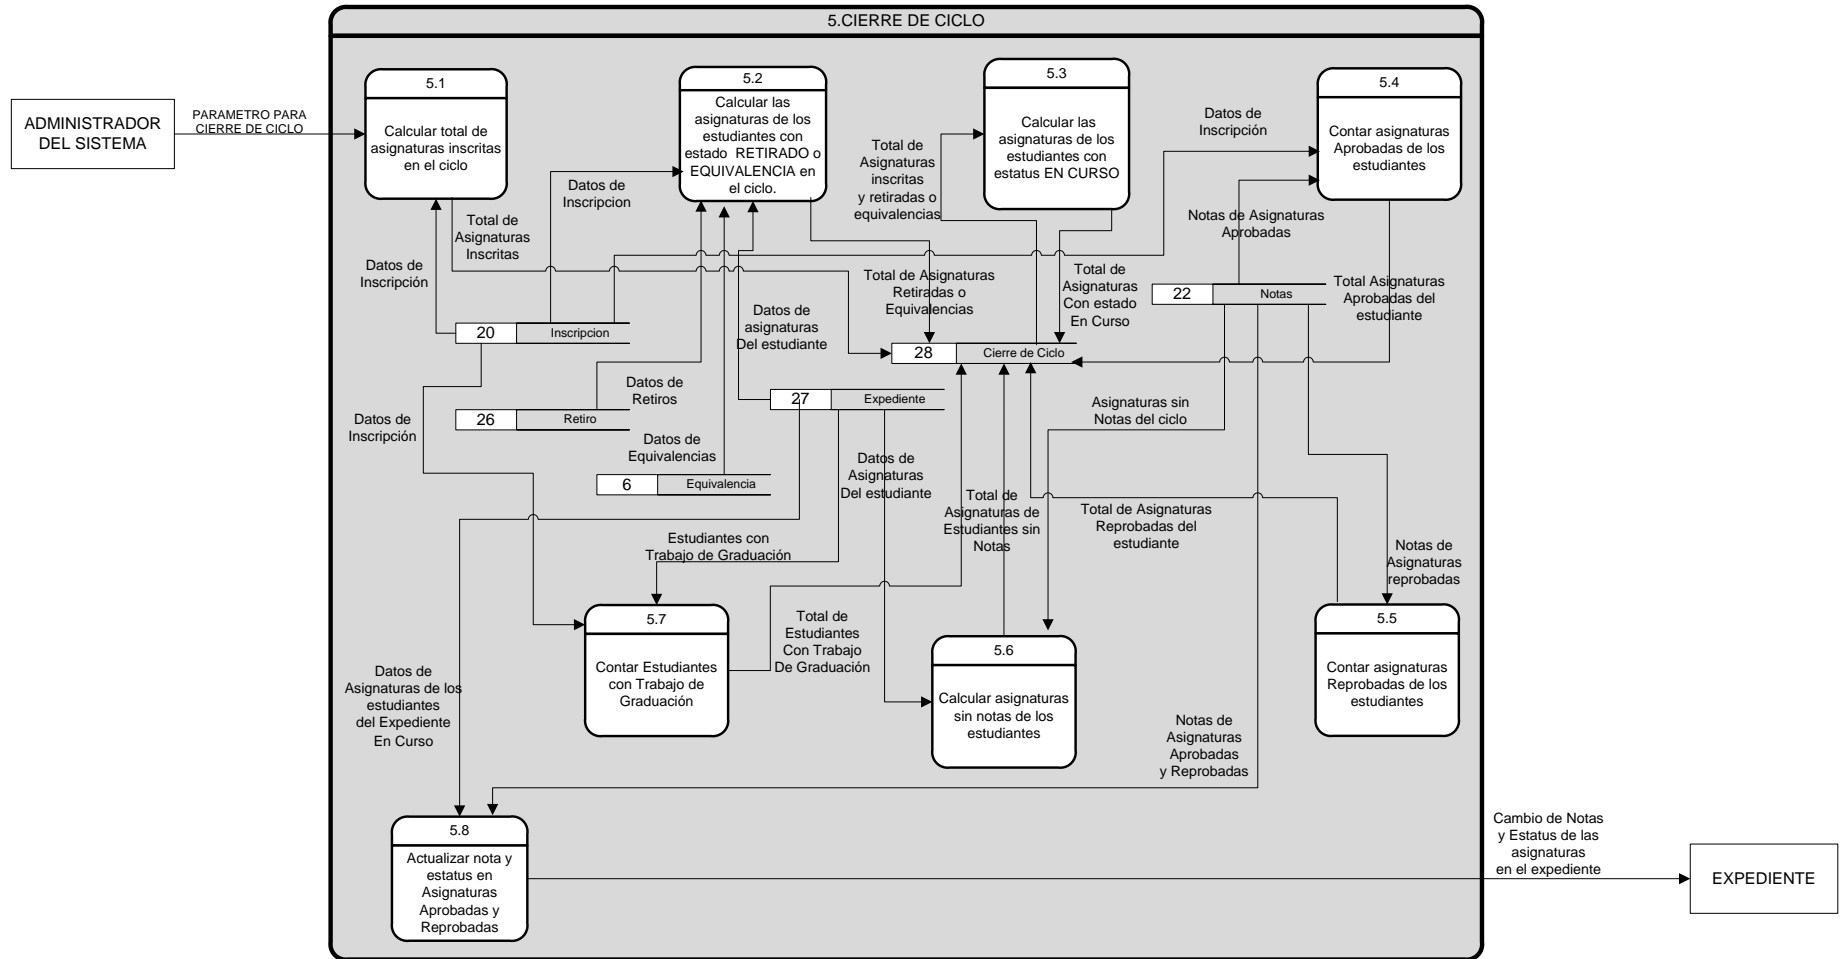 5.CIERRE DE CICLO
ADMINISTRADOR
DEL SISTEMA
PARAMETRO PARA
CIERRE DE CICLO
5.1
Calcular total de
asignaturas inscritas
en el ciclo
5.2
Calcular las
asignaturas de los
estudiantes con
estado RETIRADO o
EQUIVALENCIA en
el ciclo.
5.3
Calcular las
asignaturas de los
estudiantes con
estatus EN CURSO
5.4
Contar asignaturas
Aprobadas de los
estudiantes
Datos de
Inscripción
Total de
Asignaturas
Inscritas
Datos de
Inscripcion
Total de
Asignaturas
inscritas
y retiradas o
equivalencias
Datos de
Inscripción
Notas de Asignaturas
Aprobadas
Total de Asignaturas
Retiradas o
Equivalencias
Total de
Asignaturas
Con estado
En Curso
22
Notas
Total Asignaturas
Aprobadas del
estudiante
20
Inscripcion
Datos de
asignaturas
Del estudiante
28
Cierre de Ciclo
Datos de
Retiros
27
Expediente
26
Retiro
Datos de
Inscripción
Asignaturas sin
Notas del ciclo
Datos de
Equivalencias
6
Equivalencia
Datos de
Asignaturas
Del estudiante
Total de
Asignaturas de
Estudiantes sin
Notas
Total de Asignaturas
Reprobadas del
estudiante
Estudiantes con
Trabajo de Graduación
Notas de
Asignaturas
reprobadas
5.7
Contar Estudiantes
con Trabajo de
Graduación
Total de
Estudiantes
Con Trabajo
De Graduación
5.6
Calcular asignaturas
sin notas de los
estudiantes
5.5
Contar asignaturas
Reprobadas de los
estudiantes
Datos de
Asignaturas de los
estudiantes
del Expediente
En Curso
Notas de
Asignaturas
Aprobadas
y Reprobadas
5.8
Actualizar nota y
estatus en
Asignaturas
Aprobadas y
Reprobadas
Cambio de Notas
y Estatus de las
asignaturas
en el expediente
EXPEDIENTE